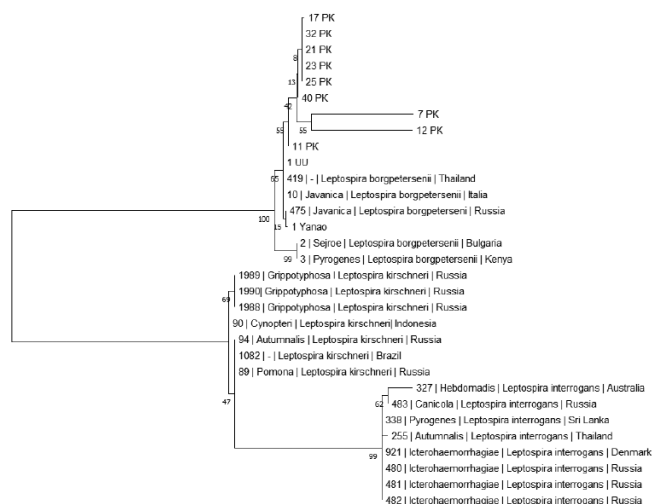 17 PK
32 PK
21 PK
8
23 PK
13
25 PK
40 PK
42
7 PK
55
55
12 PK
11 PK
1 UU
65
419 | - | Leptospira borgpetersenii | Thailand
10 | Javanica | Leptospira borgpetersenii | Italia
475 | Javanica | Leptospira borgpeterseni | Russia
100
15
1 Yanao
2 | Sejroe | Leptospira borgpetersenii | Bulgaria
99
3 | Pyrogenes | Leptospira borgpetersenii | Kenya
1989 | Grippotyphosa | Leptospira kirschneri | Russia
1990| Grippotyphosa | Leptospira kirschneri | Russia
69
1988 | Grippotyphosa | Leptospira kirschneri | Russia
90 | Cynopteri | Leptospira kirschneri| Indonesia
94 | Autumnalis | Leptospira kirschneri | Russia
1082 | - | Leptospira kirschneri | Brazil
89 | Pomona | Leptospira kirschneri | Russia
327 | Hebdomadis | Leptospira interrogans | Australia
47
62
483 | Canicola | Leptospira interrogans | Russia
338 | Pyrogenes | Leptospira interrogans | Sri Lanka
255 | Autumnalis | Leptospira interrogans | Thailand
99
921 | Icterohaemorrhagiae | Leptospira interrogans | Denmark
480 | Icterohaemorrhagiae | Leptospira interrogans | Russia
481 | Icterohaemorrhagiae | Leptospira interrogans | Russia
482 | Icterohaemorrhagiae | Leptospira interrogans | Russia